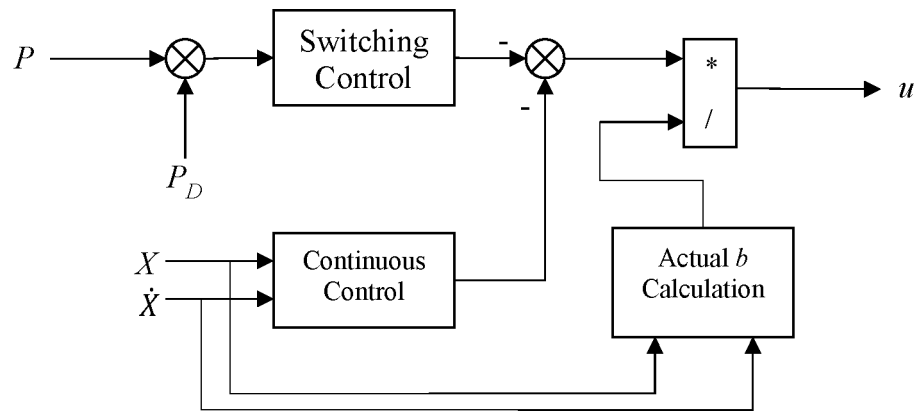 P
Switching
Control
-
*
/
u
-
P_D
X
Ẋ
Continuous
Control
Actual b
Calculation